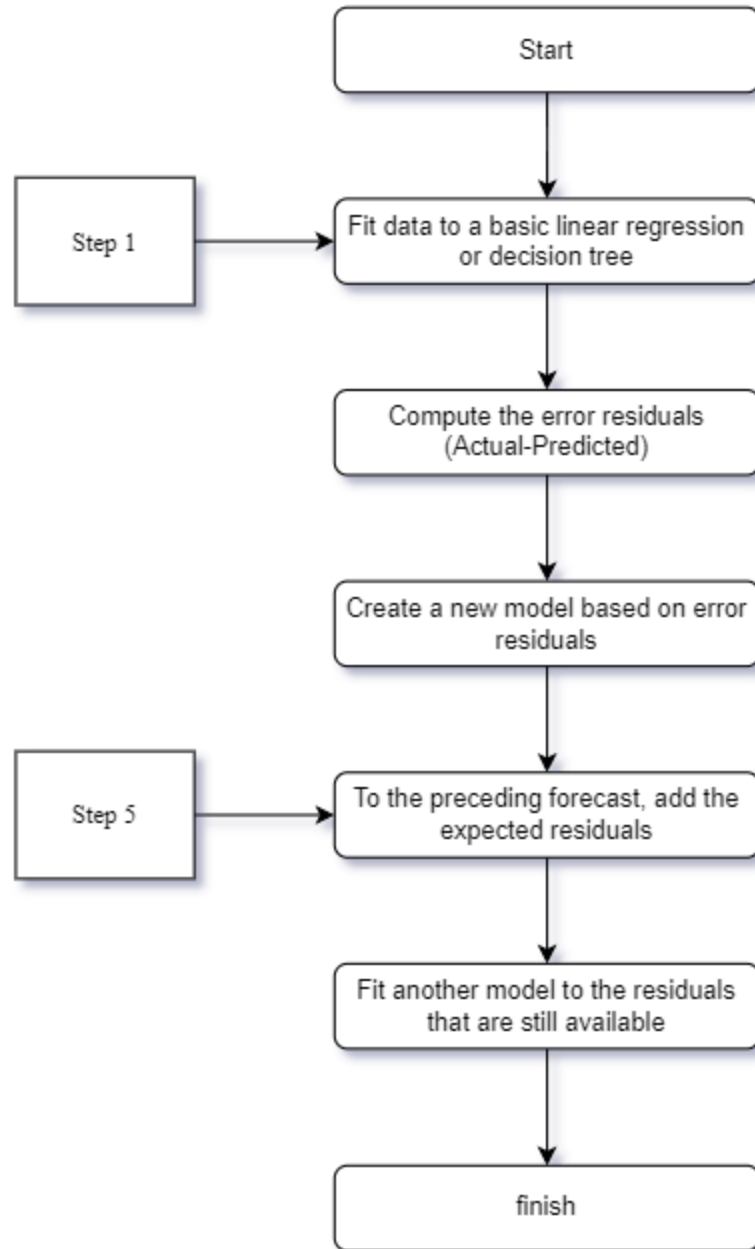 Start
Step 1
Fit data to a basic linear regression
or decision tree
Compute the error residuals
(Actual-Predicted)
Create a new model based on error
residuals
Step 5
To the preceding forecast, add the
expected residuals
Fit another model to the residuals
that are still available
finish